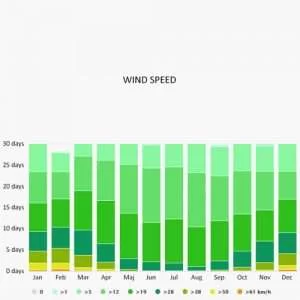 WIND SPEED
30 days
25 days
20 days
15 days
10 days
5 days
0 days
Jan Feb Mar Apr May Jun Jul Aug Sep Oct Nov Dec
0 >1 >5 >12 >19 >28 >38 >50 >61 km/h